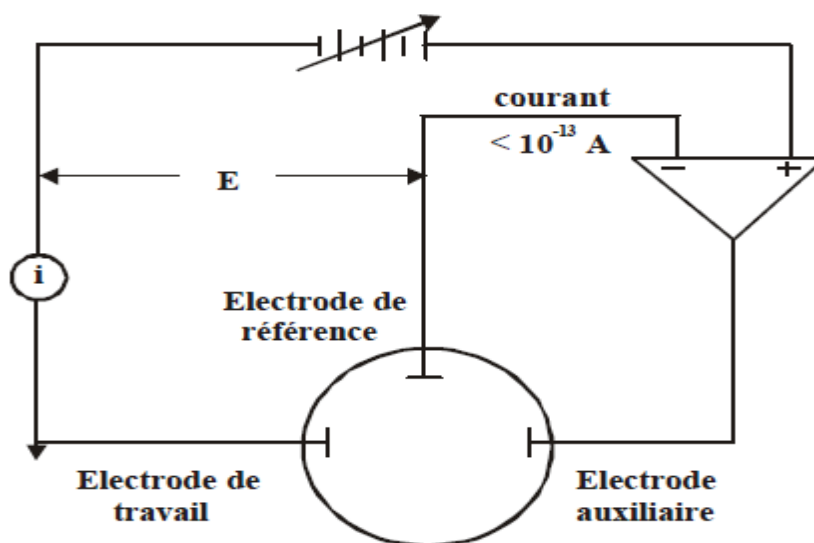 courant
< 10⁻¹³ A
− +
E
i
Electrode de
référence
Electrode de
travail
Electrode
auxiliaire